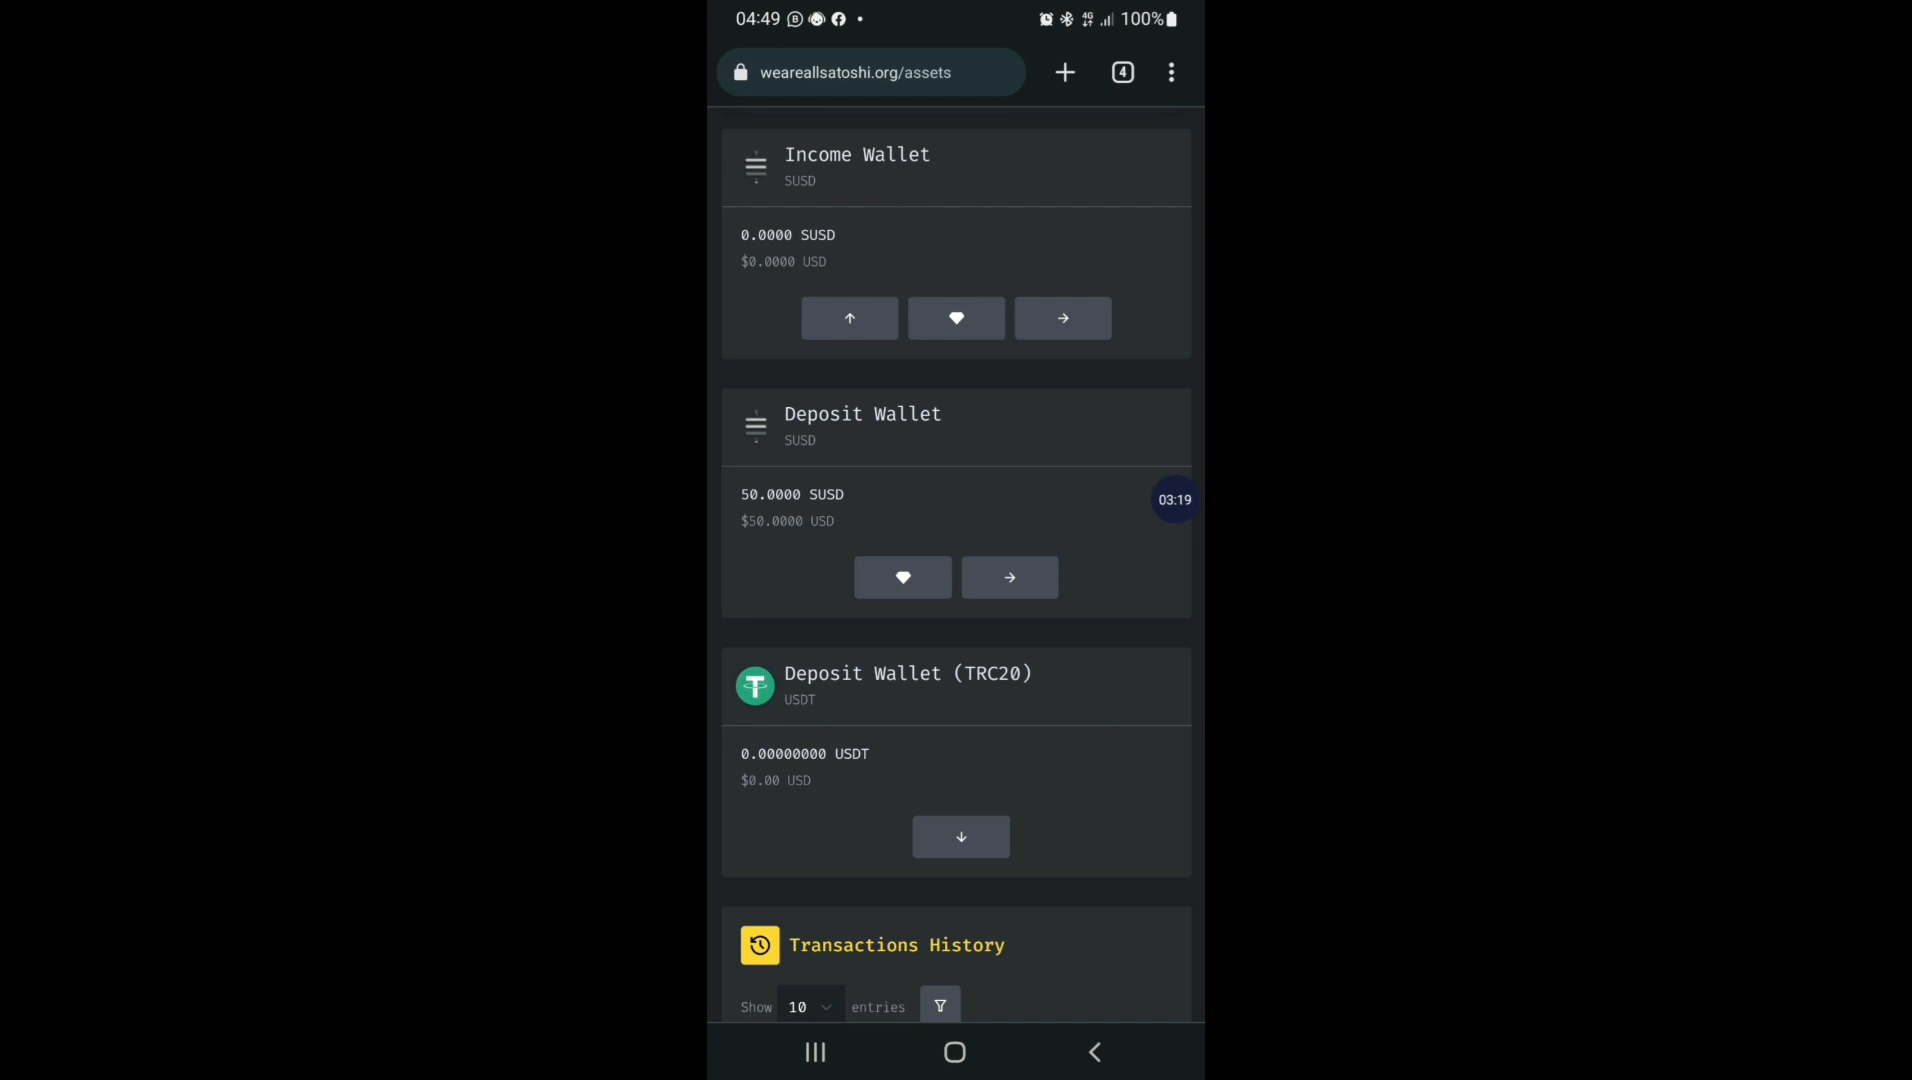 04:49
100%
weareallsatoshi.org/assets
4
Income Wallet
SUSD
0.0000 SUSD
$0.0000 USD
Deposit Wallet
SUSD
50.0000 SUSD
$50.0000 USD
03:19
Deposit Wallet (TRC20)
USDT
0.00000000 USDT
$0.00 USD
Transactions History
Show 10 entries